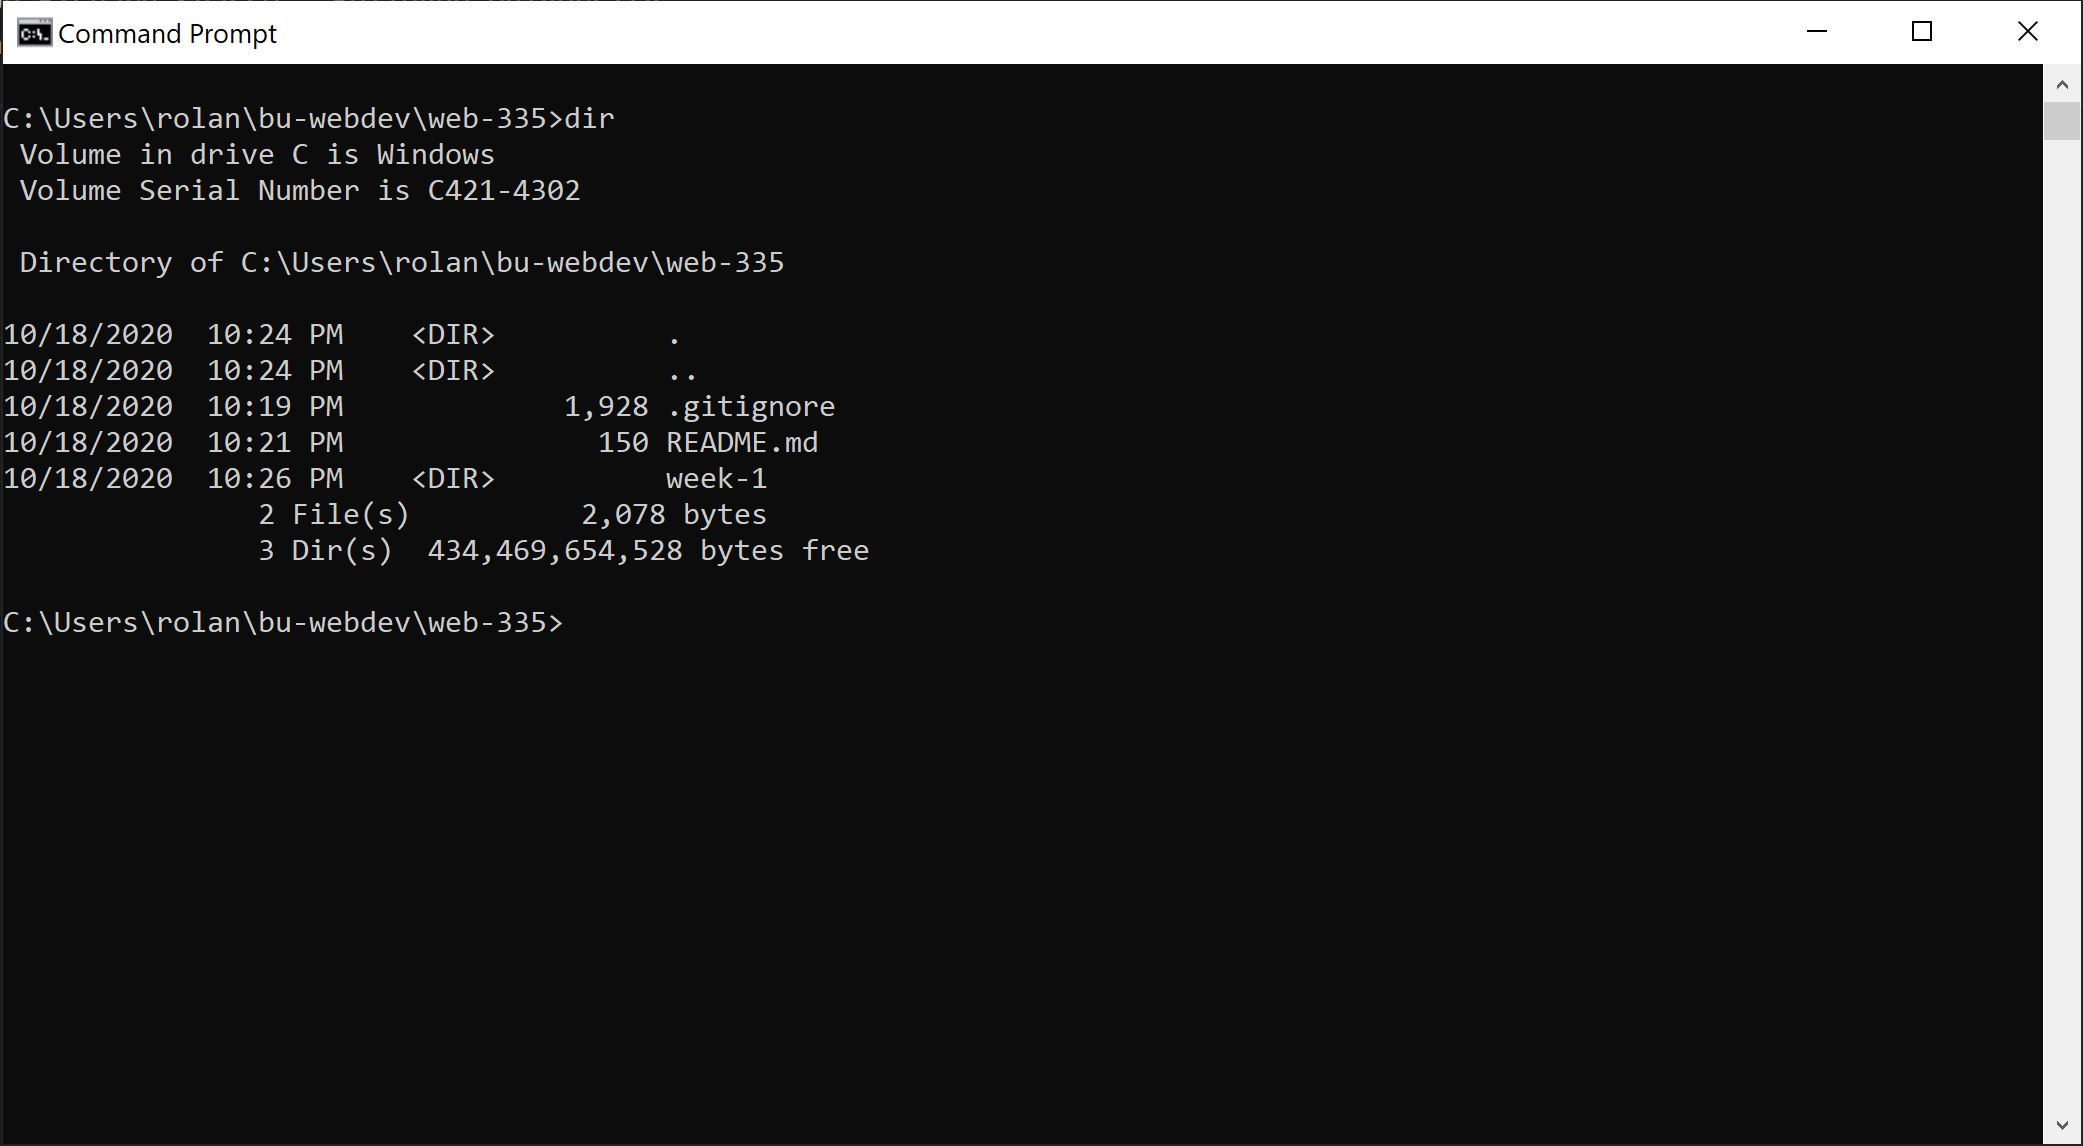 Command Prompt
C:\Users\rolan\bu-webdev\web-335>dir
 Volume in drive C is Windows
 Volume Serial Number is C421-4302

 Directory of C:\Users\rolan\bu-webdev\web-335

10/18/2020  10:24 PM    <DIR>          .
10/18/2020  10:24 PM    <DIR>          ..
10/18/2020  10:19 PM             1,928 .gitignore
10/18/2020  10:21 PM               150 README.md
10/18/2020  10:26 PM    <DIR>          week-1
               2 File(s)          2,078 bytes
               3 Dir(s)  434,469,654,528 bytes free

C:\Users\rolan\bu-webdev\web-335>